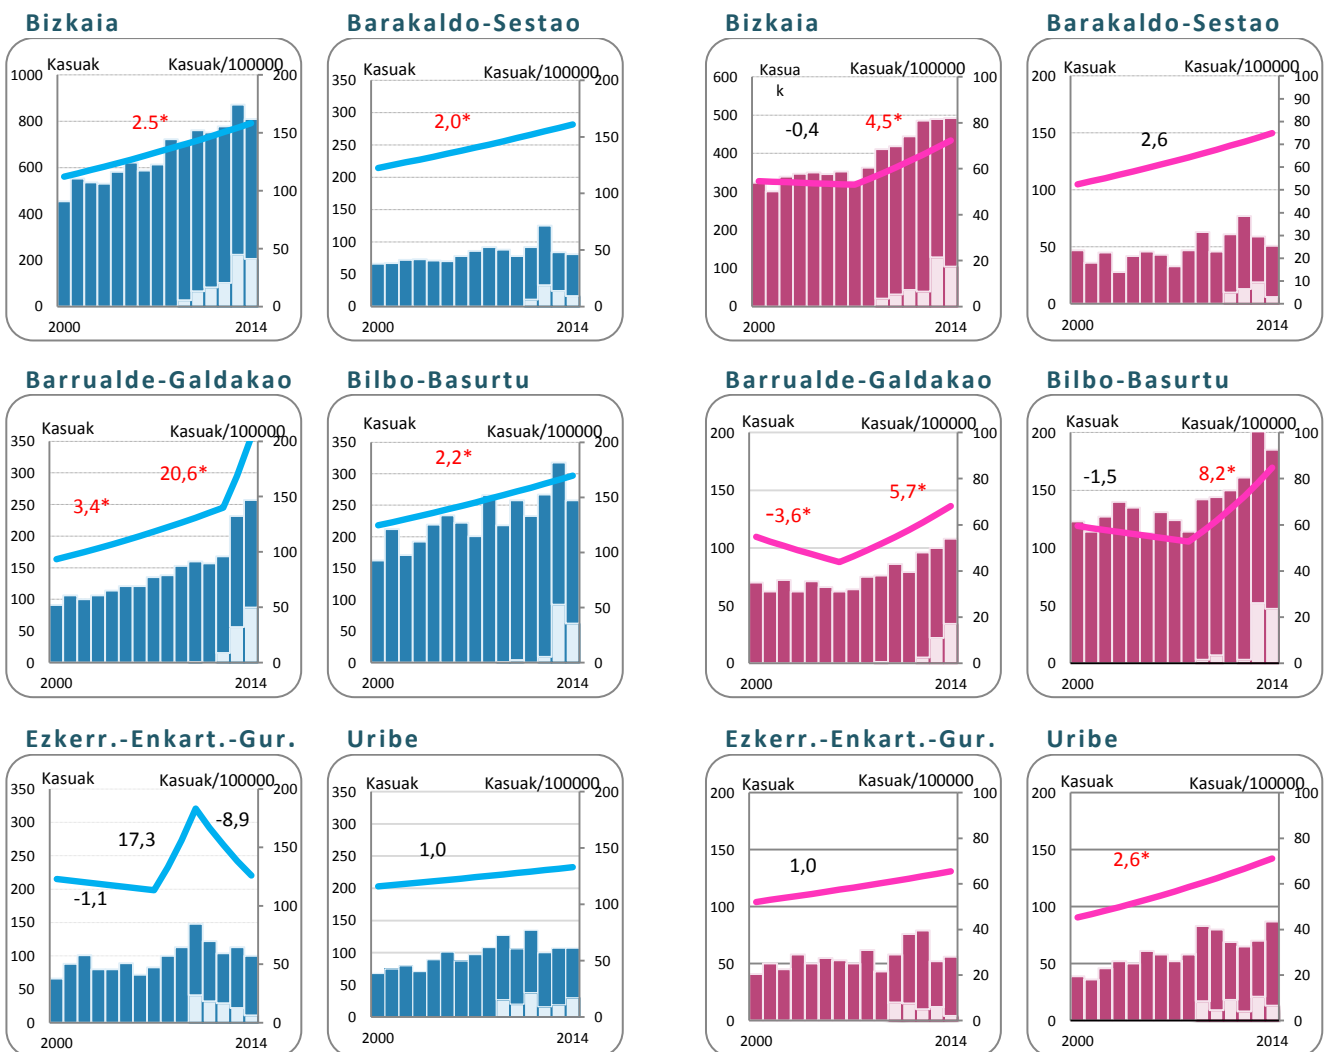 Bizkaia
Barakaldo-Sestao
Bizkaia
Barakaldo-Sestao
Kasuak Kasuak/100000
1000 800 600 400 200 0
200 150 100 50 0
2.5*
2000 2014
Kasuak Kasuak/100000
350 300 250 200 150 100 50 0
200 150 100 50 0
2,0*
2000 2014
Kasua
k
Kasuak/100000
600 500 400 300 200 100 0
100 80 60 40 20 0
-0,4 4,5*
2000 2014
Kasuak Kasuak/100000
200 150 100 50 0
100 90 80 70 60 50 40 30 20 10 0
2,6
2000 2014
Barrualde-Galdakao
Bilbo-Basurtu
Barrualde-Galdakao
Bilbo-Basurtu
Kasuak Kasuak/100000
350 300 250 200 150 100 50 0
200 150 100 50 0
3,4* 20,6*
2000 2014
Kasuak Kasuak/100000
350 300 250 200 150 100 50 0
200 150 100 50 0
2,2*
2000 2014
Kasuak Kasuak/100000
200 150 100 50 0
100 80 60 40 20 0
-3,6* 5,7*
2000 2014
Kasuak Kasuak/100000
200 150 100 50 0
100 80 60 40 20 0
-1,5 8,2*
2000 2014
Ezkerr.-Enkart.-Gur.
Uribe
Ezkerr.-Enkart.-Gur.
Uribe
Kasuak Kasuak/100000
350 300 250 200 150 100 50 0
200 150 100 50 0
-1,1 17,3 -8,9
2000 2014
Kasuak Kasuak/100000
350 300 250 200 150 100 50 0
200 150 100 50 0
1,0
2000 2014
Kasuak Kasuak/100000
200 150 100 50 0
100 80 60 40 20 0
1,0
2000 2014
Kasuak Kasuak/100000
200 150 100 50 0
100 80 60 40 20 0
2,6*
2000 2014